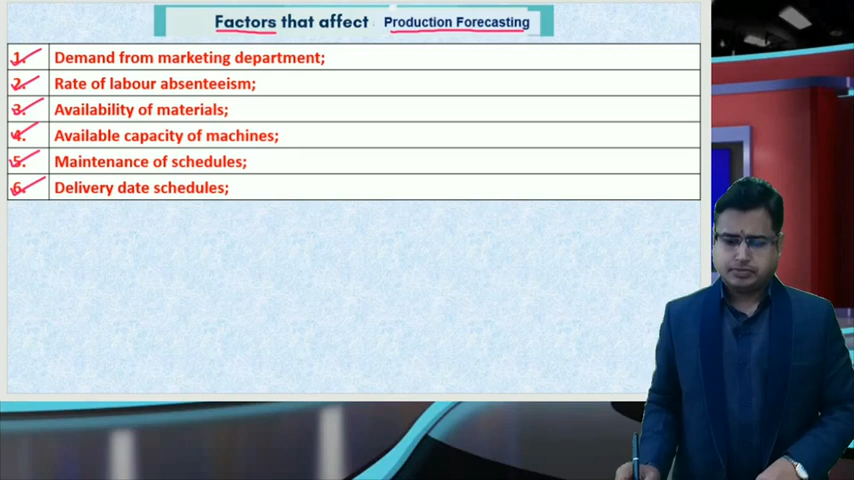 Factors that affect Production Forecasting
1. Demand from marketing department;
2. Rate of labour absenteeism;
3. Availability of materials;
4. Available capacity of machines;
5. Maintenance of schedules;
6. Delivery date schedules;